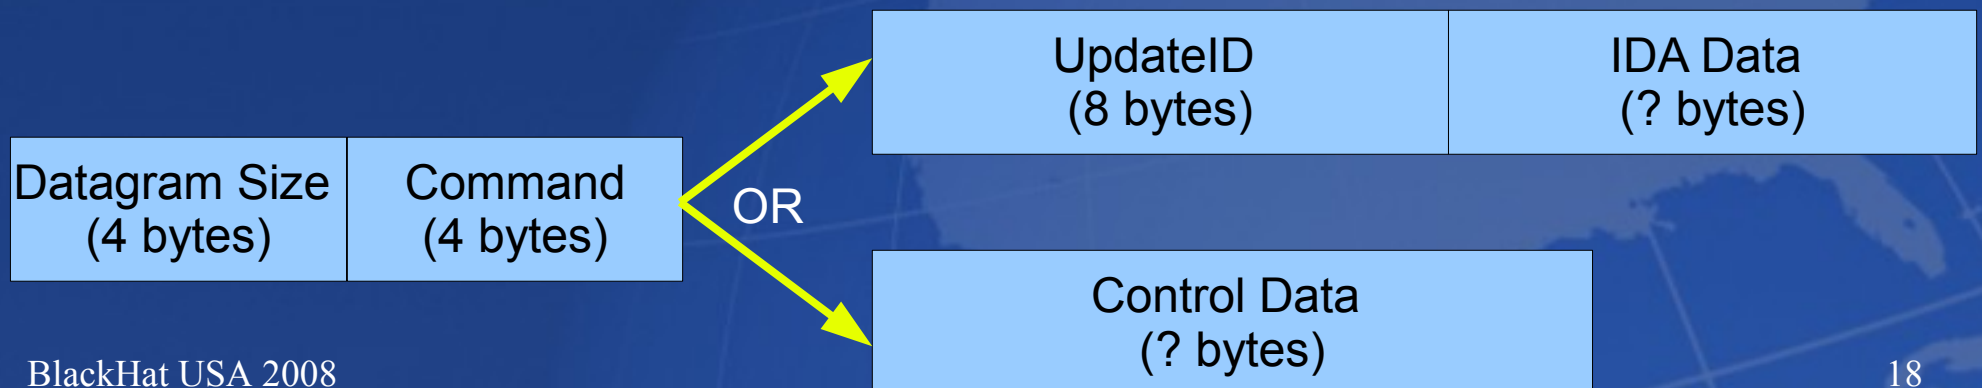 Datagram Size
(4 bytes)
Command
(4 bytes)
OR
UpdateID
(8 bytes)
IDA Data
(? bytes)
Control Data
(? bytes)
BlackHat USA 2008
18